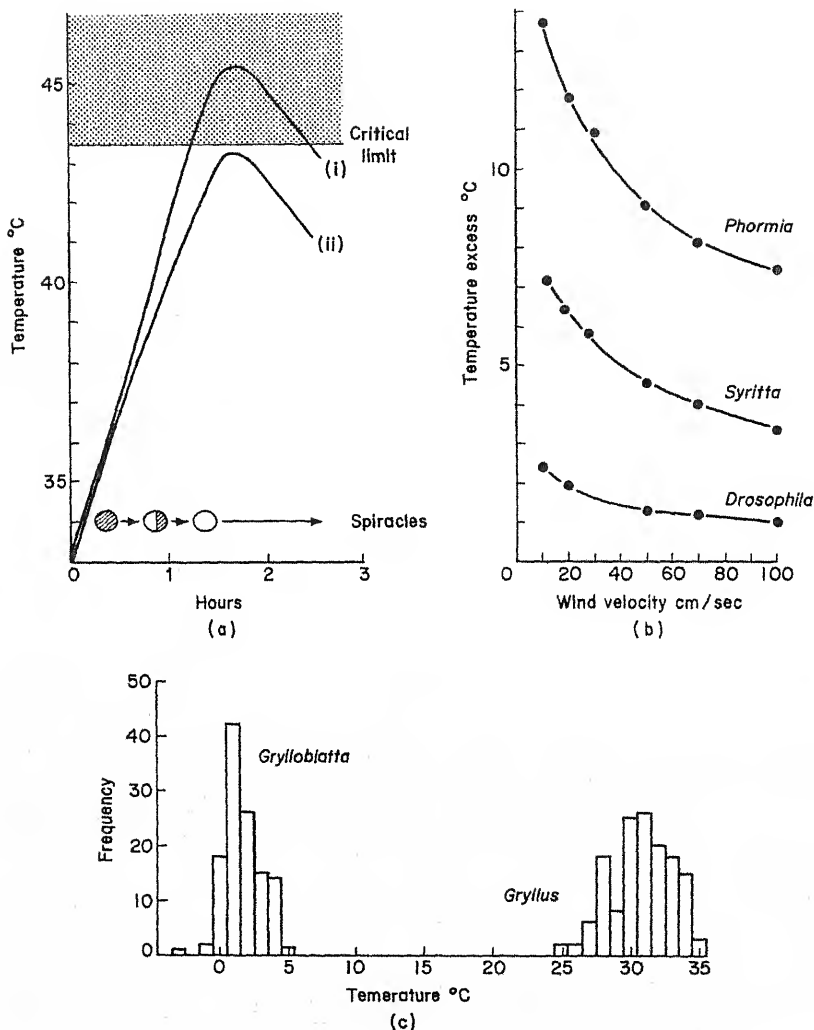 45
40
35
Temperature °C
Critical
limit
(i)
(ii)
Spiracles
0
1
2
3
Hours
(a)
10
5
0
Temperature excess °C
Phormia
Syritta
Drosophila
20
40
60
80
100
Wind velocity cm/sec
(b)
50
40
30
20
10
0
Frequency
Grylloblatta
Gryllus
0
5
10
15
20
25
30
35
Temerature °C
(c)